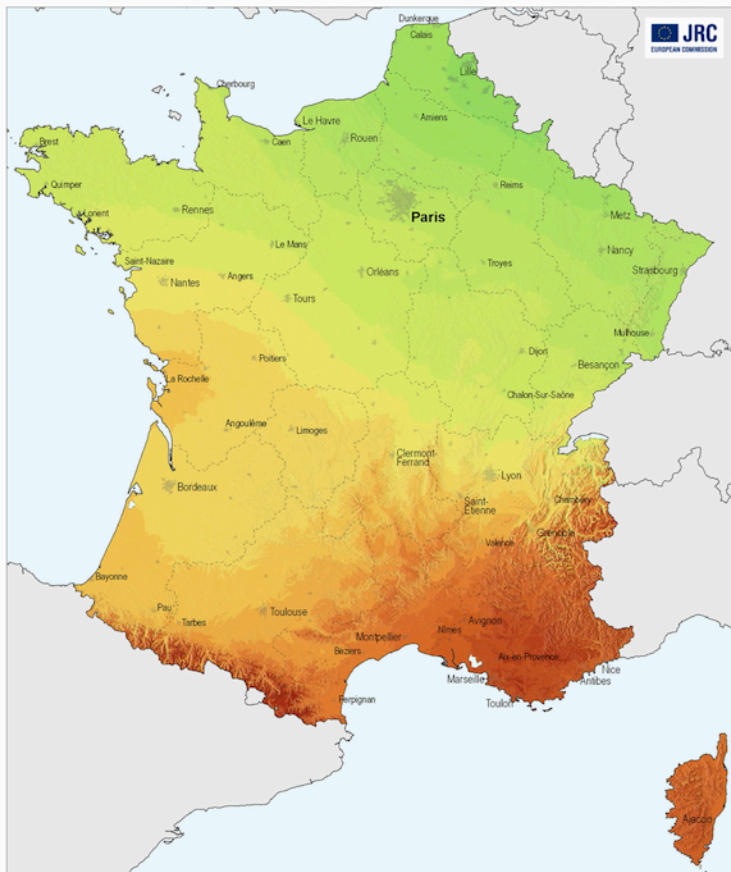 Dunkerque
Calais
JRC
EUROPEAN COMMISSION
Lille
Cherbourg
Amiens
Le Havre
Rouen
Caen
Brest
Reims
Quimper
Paris
Metz
Lorient
Rennes
Le Mans
Nancy
Saint-Nazaire
Angers
Orléans
Troyes
Strasbourg
Nantes
Tours
Mulhouse
Poitiers
Dijon
Besançon
La Rochelle
Chalon-Sur-Saône
Angoulême
Limoges
Clermont-
Ferrand
Lyon
Bordeaux
Saint-
Etienne
Chambéry
Valence
Grenoble
Bayonne
Pau
Tarbes
Toulouse
Montpellier
Nîmes
Avignon
Beziers
Aix-en-Provence
Nice
Marseille
Antibes
Perpignan
Toulon
Ajaccio